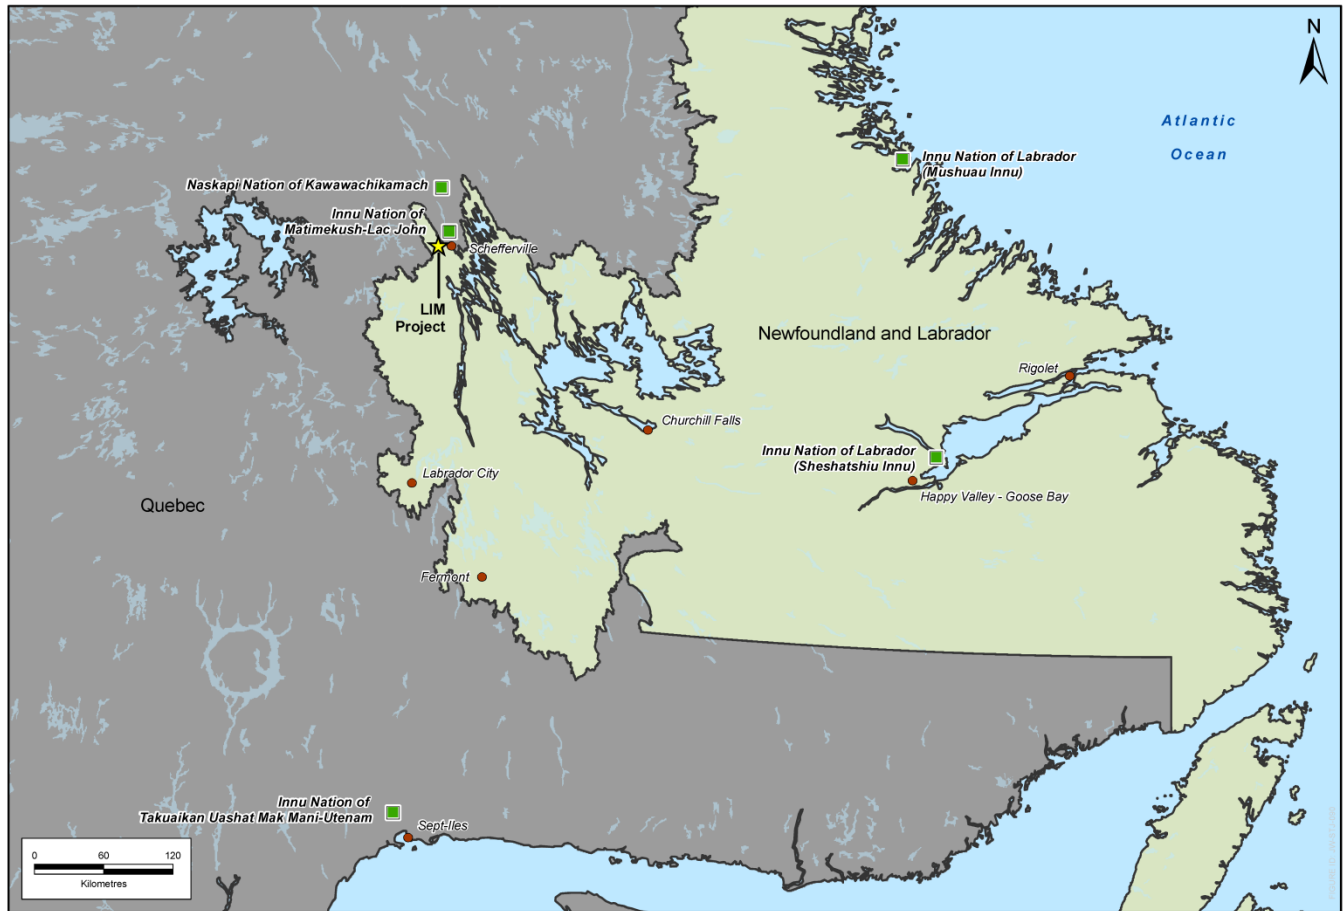 N
Atlantic
Ocean
Innu Nation of Labrador
(Mushuau Innu)
Naskapi Nation of Kawawachikamach
Innu Nation of
Matimekush-Lac John
Schefferville
LIM
Project
Newfoundland and Labrador
Rigolet
Churchill Falls
Innu Nation of Labrador
(Sheshatshiu Innu)
Labrador City
Happy Valley - Goose Bay
Quebec
Fermont
Innu Nation of
Takuaikan Uashat Mak Mani-Utenam
Sept-Iles
0 60 120
Kilometres